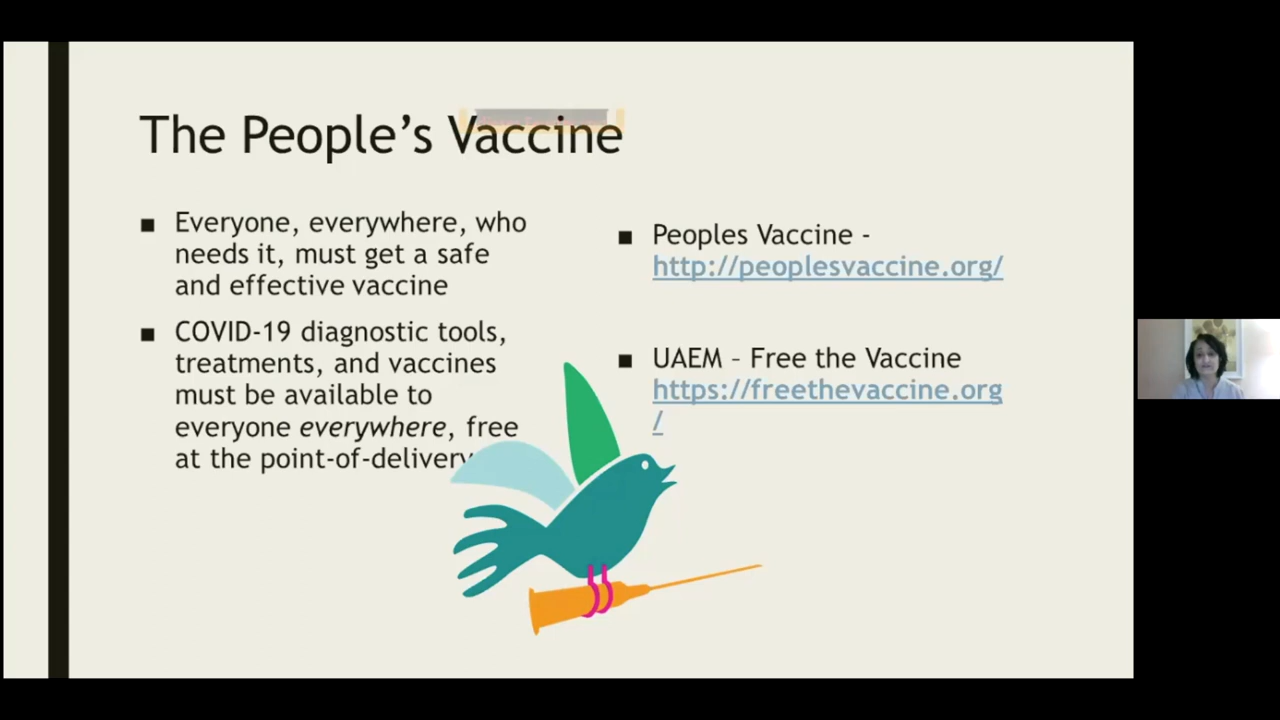 The People's Vaccine
■ Everyone, everywhere, who
needs it, must get a safe
and effective vaccine
■ COVID-19 diagnostic tools,
treatments, and vaccines
must be available to
everyone everywhere, free
at the point-of-delivery
■ Peoples Vaccine -
http://peoplesvaccine.org/
■ UAEM – Free the Vaccine
https://freethevaccine.org
/